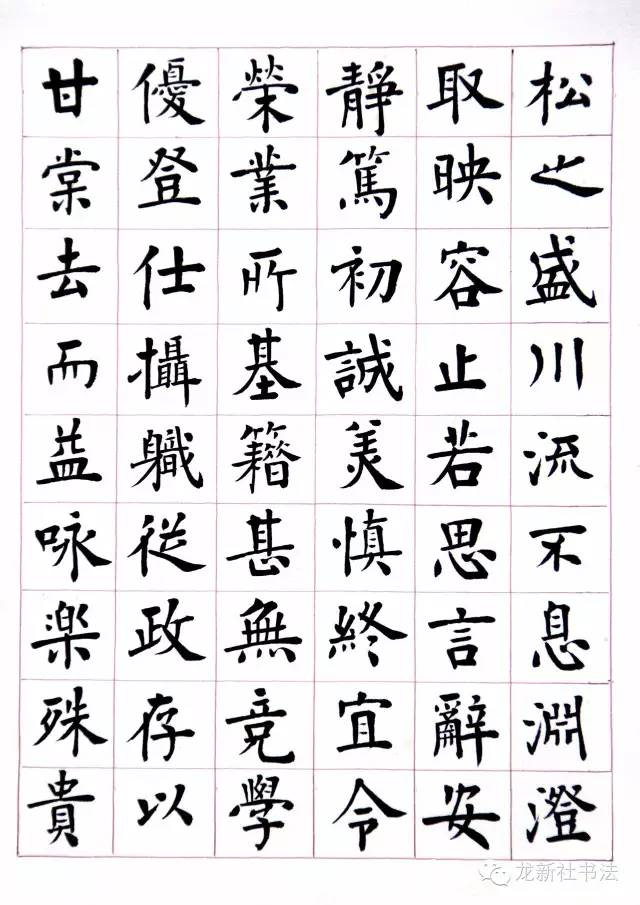 松之盛川流不息淵澄
取映容止若思言辭安
靜篤初誠美慎終宜令
榮業所基籍甚無竟學
優登仕攝職從政存以
甘棠去而益咏楽殊貴
龙新社书法